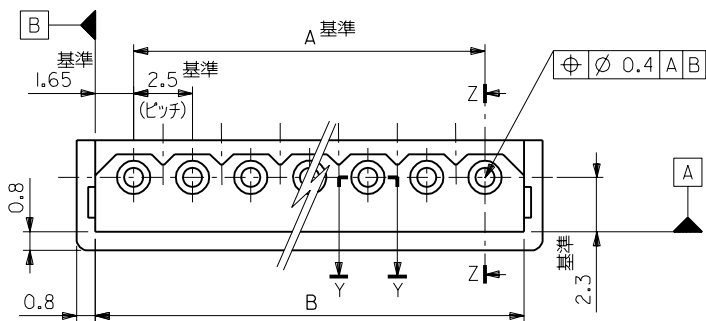 B
A 基準
基準
1.65
2.5 基準
(ピッチ)
Z
⌖ Ø 0.4 A B
0.8
A
基準
2.3
Z
Y Y
0.8
B